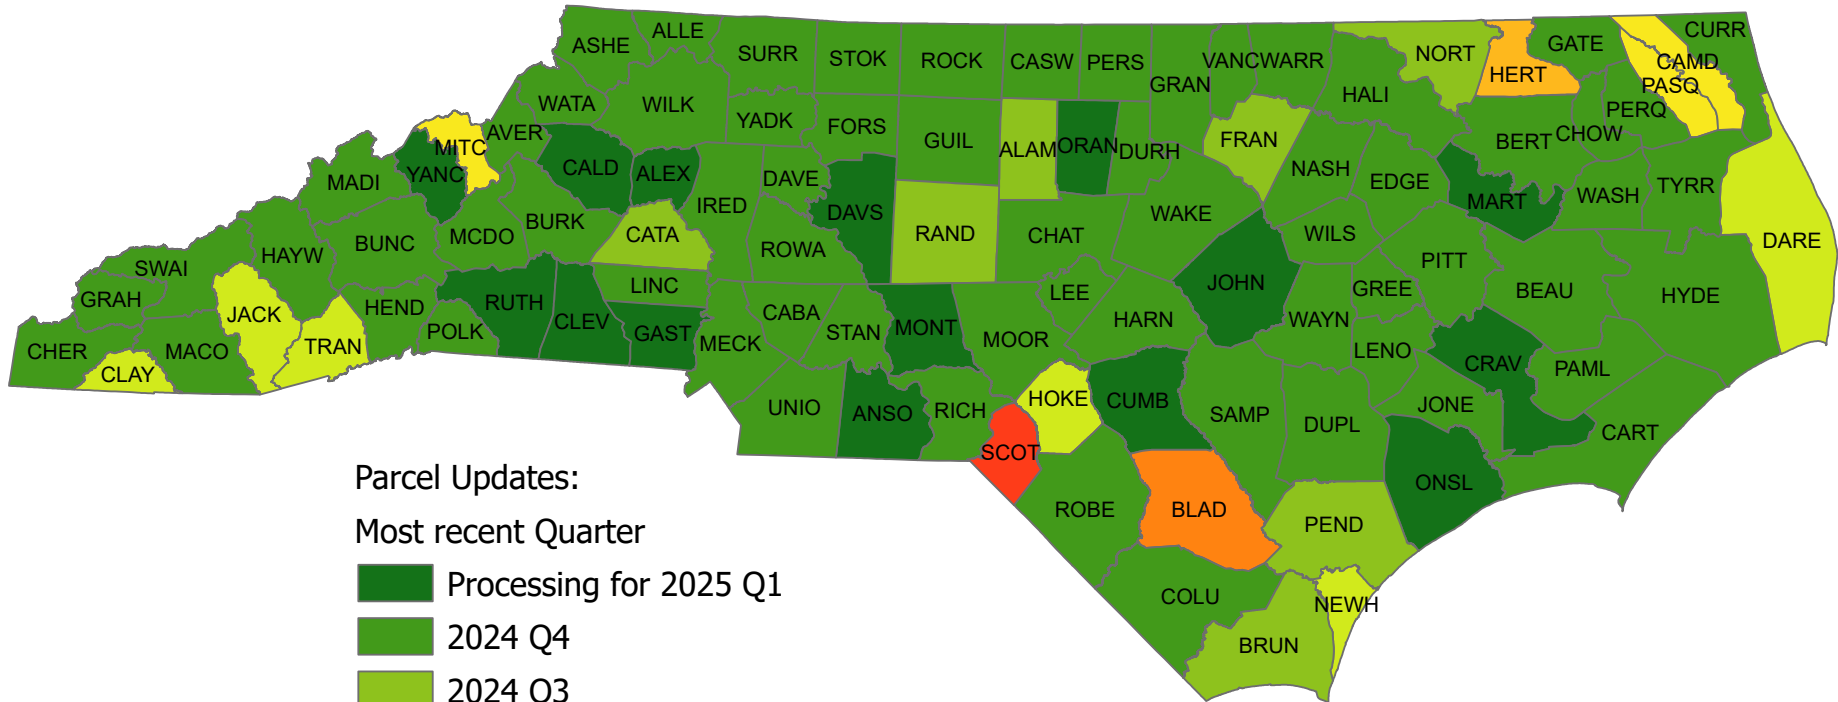 ALLE
CURR
ASHE
SURR
STOK
ROCK
CASW
PERS
VANC
WARR
NORT
GATE
CAMD
HERT
GRAN
PASQ
WATA
WILK
HALI
PERQ
YADK
FORS
AVER
GUIL
FRAN
BERT
CHOW
MITC
ALAM
ORAN
DURH
CALD
ALEX
YANC
MADI
DAVE
NASH
EDGE
TYRR
WASH
MART
IRED
DAVS
WAKE
BURK
MCDO
CATA
RAND
CHAT
WILS
BUNC
ROWA
DARE
HAYW
SWAI
PITT
LINC
JOHN
GREE
BEAU
HYDE
GRAH
RUTH
LEE
HEND
CABA
JACK
CLEV
HARN
WAYN
POLK
GAST
STAN
MONT
MECK
MOOR
TRAN
CHER
MACO
LENO
CRAV
PAML
CLAY
HOKE
CUMB
UNIO
ANSO
RICH
SAMP
JONE
DUPL
CART
SCOT
ONSL
ROBE
BLAD
PEND
COLU
NEWH
BRUN
Parcel Updates:
Most recent Quarter
Processing for 2025 Q1
2024 Q4
2024 Q3